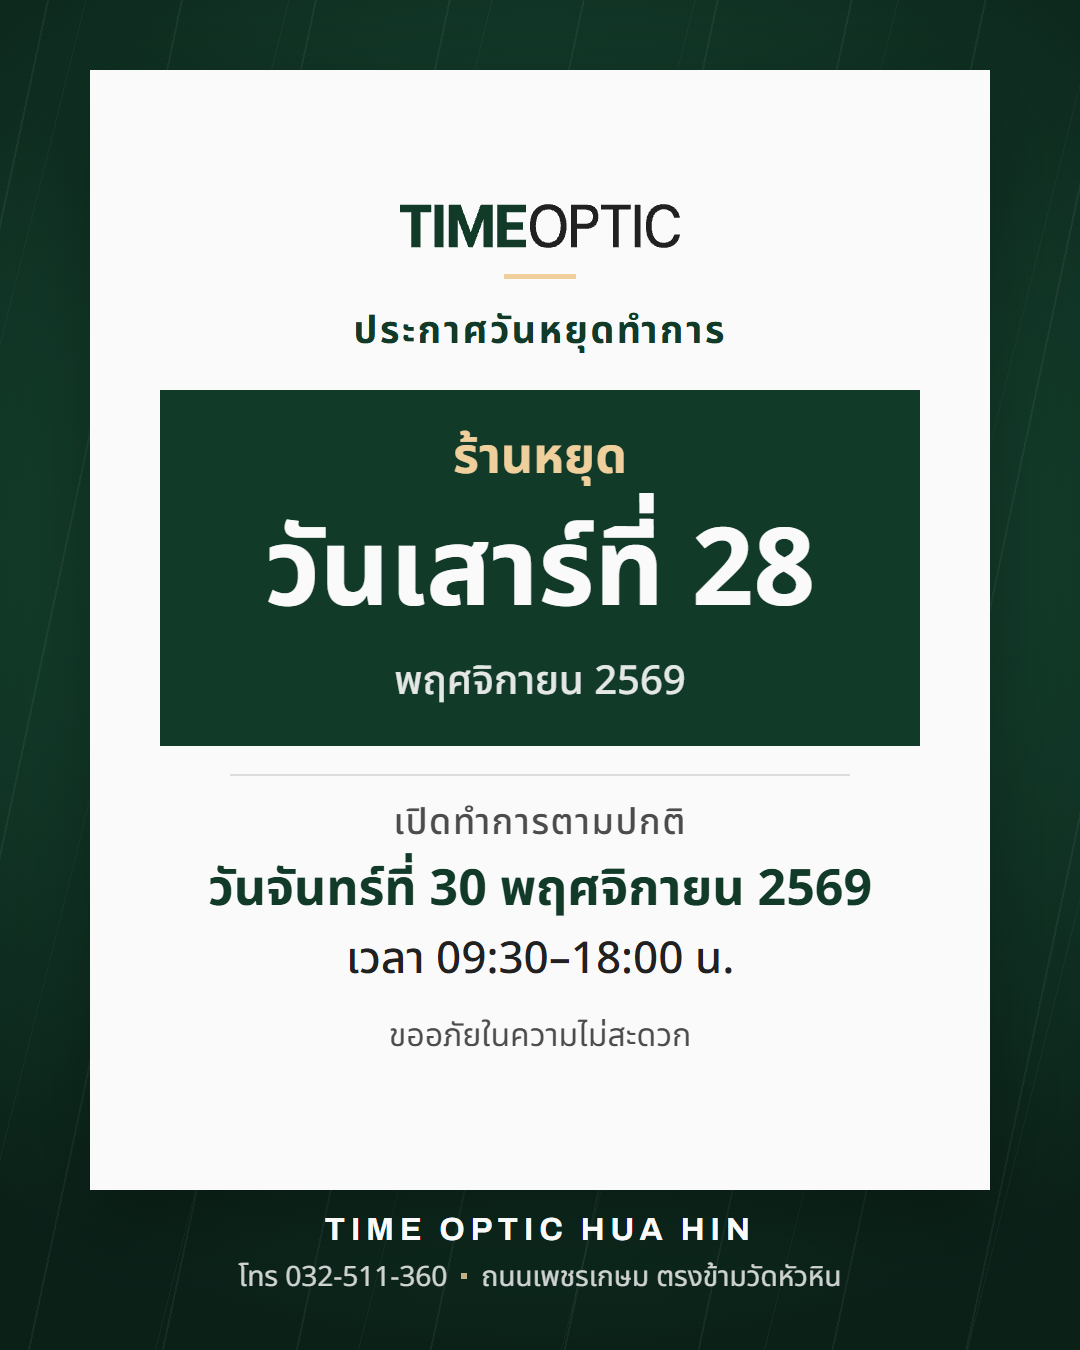 TIMEOPTIC
ประกาศวันหยุดทำการ
ร้านหยุด
วันเสาร์ที่ 28
พฤศจิกายน 2569
เปิดทำการตามปกติ
วันจันทร์ที่ 30 พฤศจิกายน 2569
เวลา 09:30–18:00 น.
ขออภัยในความไม่สะดวก
TIME OPTIC HUA HIN
โทร 032-511-360 ▪ ถนนเพชรเกษม ตรงข้ามวัดหัวหิน